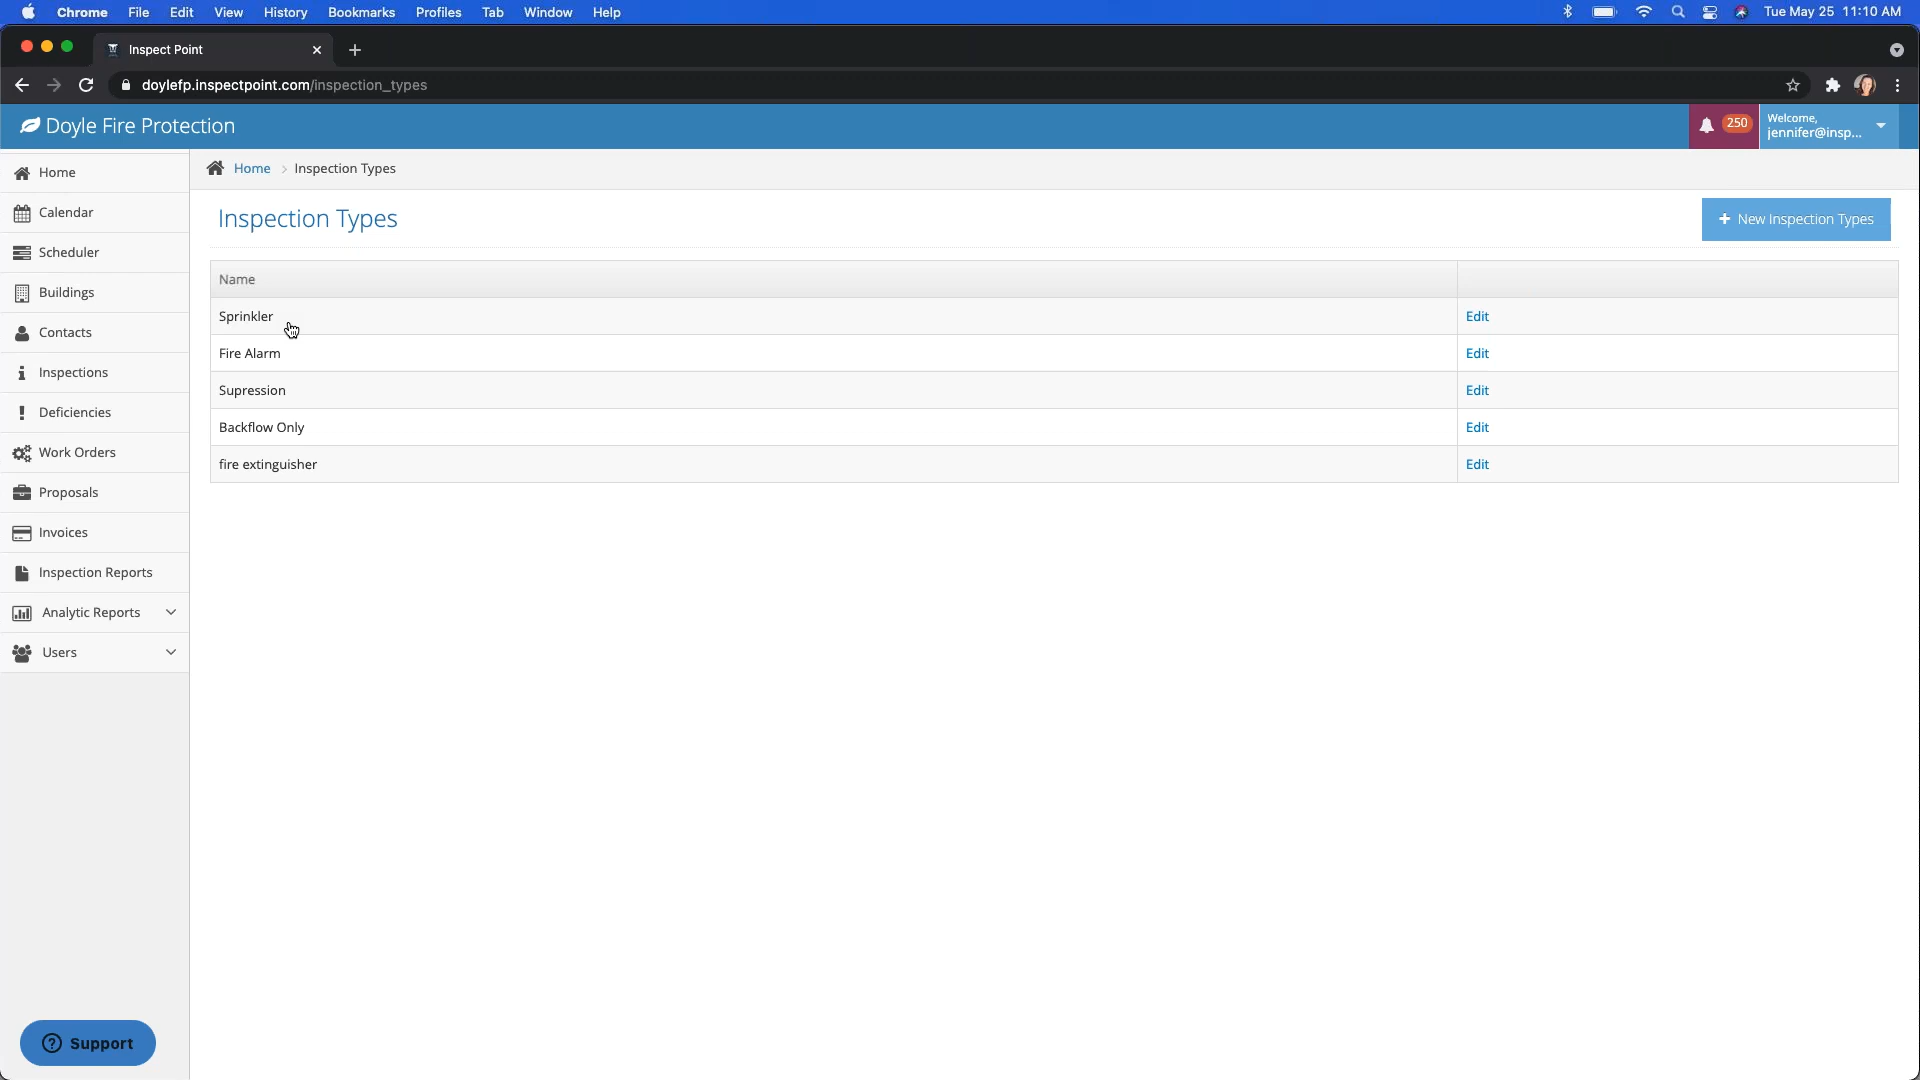 Chrome File Edit View History Bookmarks Profiles Tab Window Help Tue May 25 11:10 AM
Inspect Point
doylefp.inspectpoint.com/inspection_types
Doyle Fire Protection
250
Welcome,
jennifer@insp...
Home
Calendar
Scheduler
Buildings
Contacts
Inspections
Deficiencies
Work Orders
Proposals
Invoices
Inspection Reports
Analytic Reports
Users
Support
Home > Inspection Types
Inspection Types
+ New Inspection Types
Name
Sprinkler Edit
Fire Alarm Edit
Supression Edit
Backflow Only Edit
fire extinguisher Edit